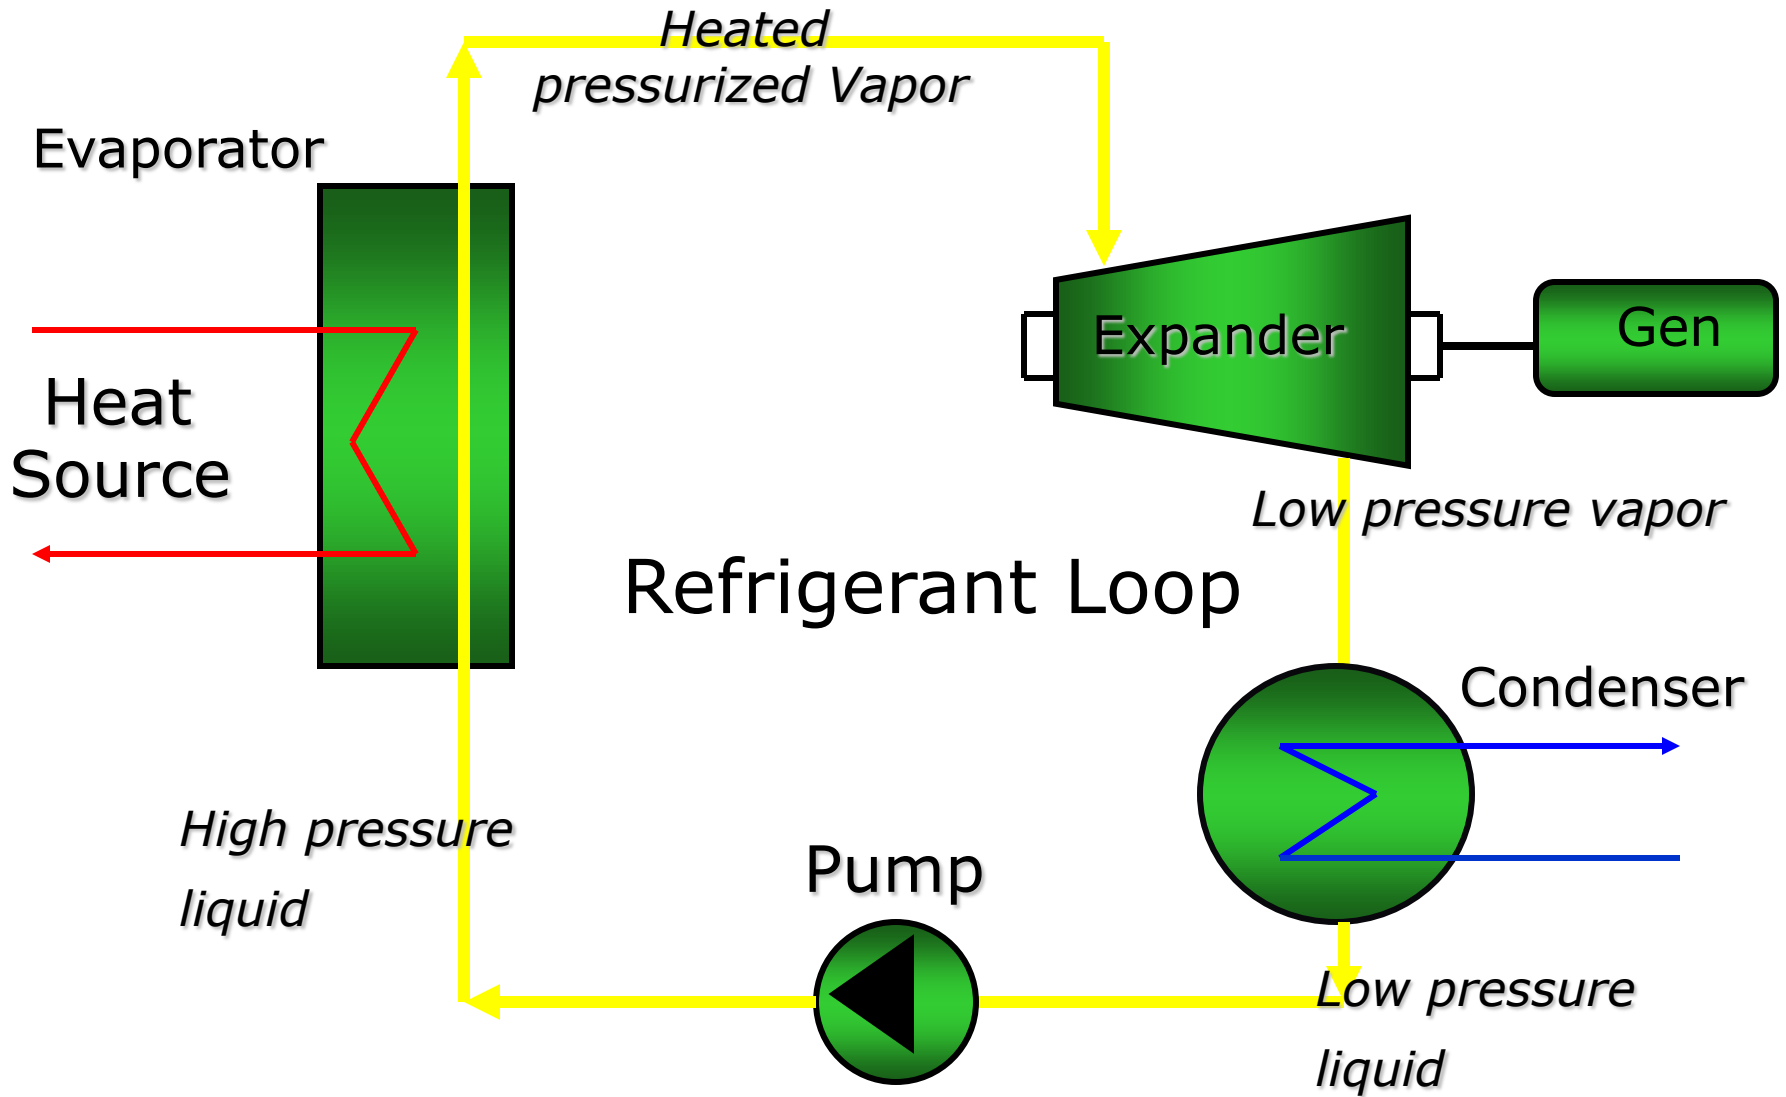 Heated
pressurized Vapor
Evaporator
Expander
Gen
Heat
Source
Low pressure vapor
Refrigerant Loop
Condenser
High pressure
liquid
Pump
Low pressure
liquid